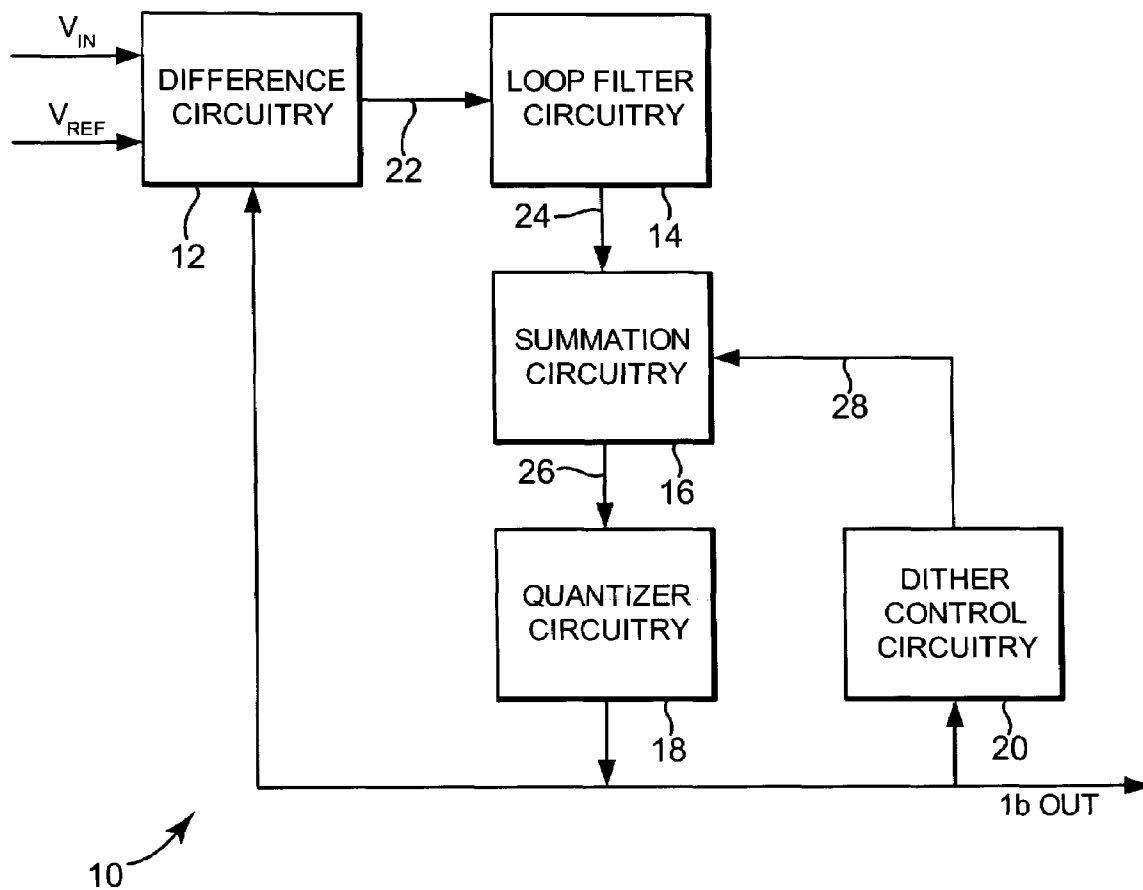 V_IN
DIFFERENCE
CIRCUITRY
LOOP FILTER
CIRCUITRY
V_REF
22
12
24
14
SUMMATION
CIRCUITRY
28
26
16
QUANTIZER
CIRCUITRY
DITHER
CONTROL
CIRCUITRY
18
20
1b OUT
10